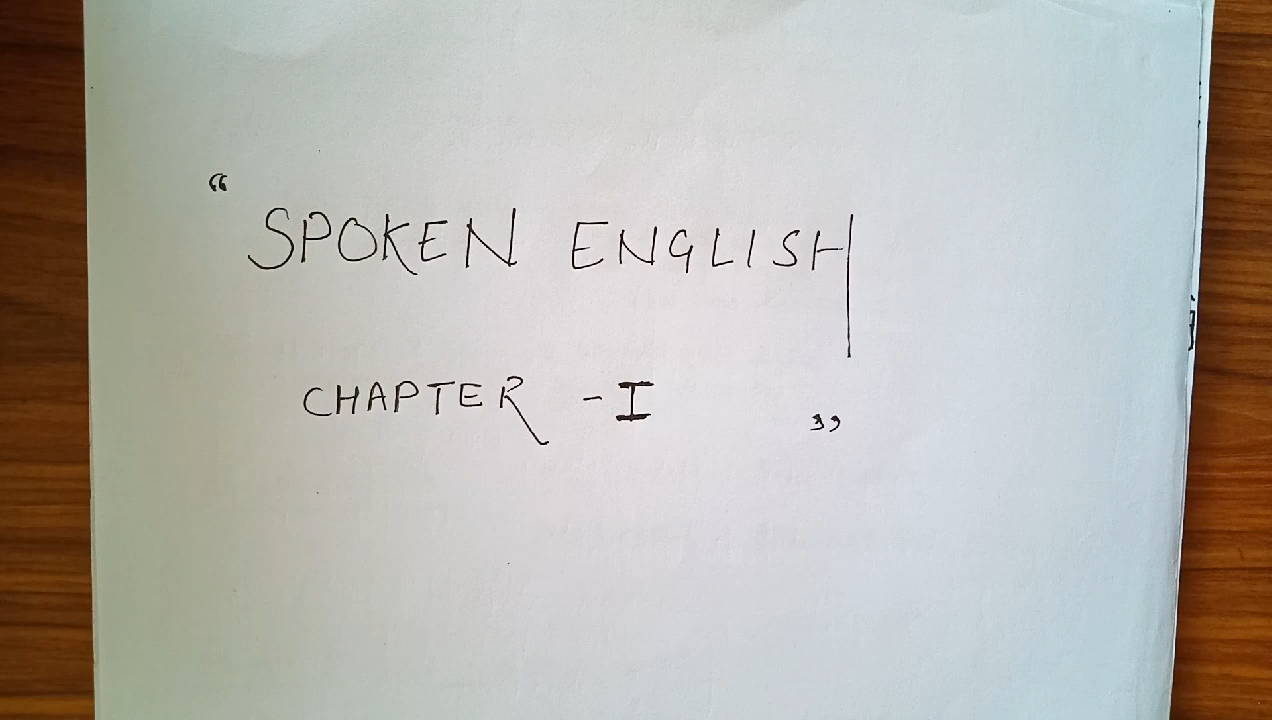 “
SPOKEN ENGLISH
CHAPTER - I
”